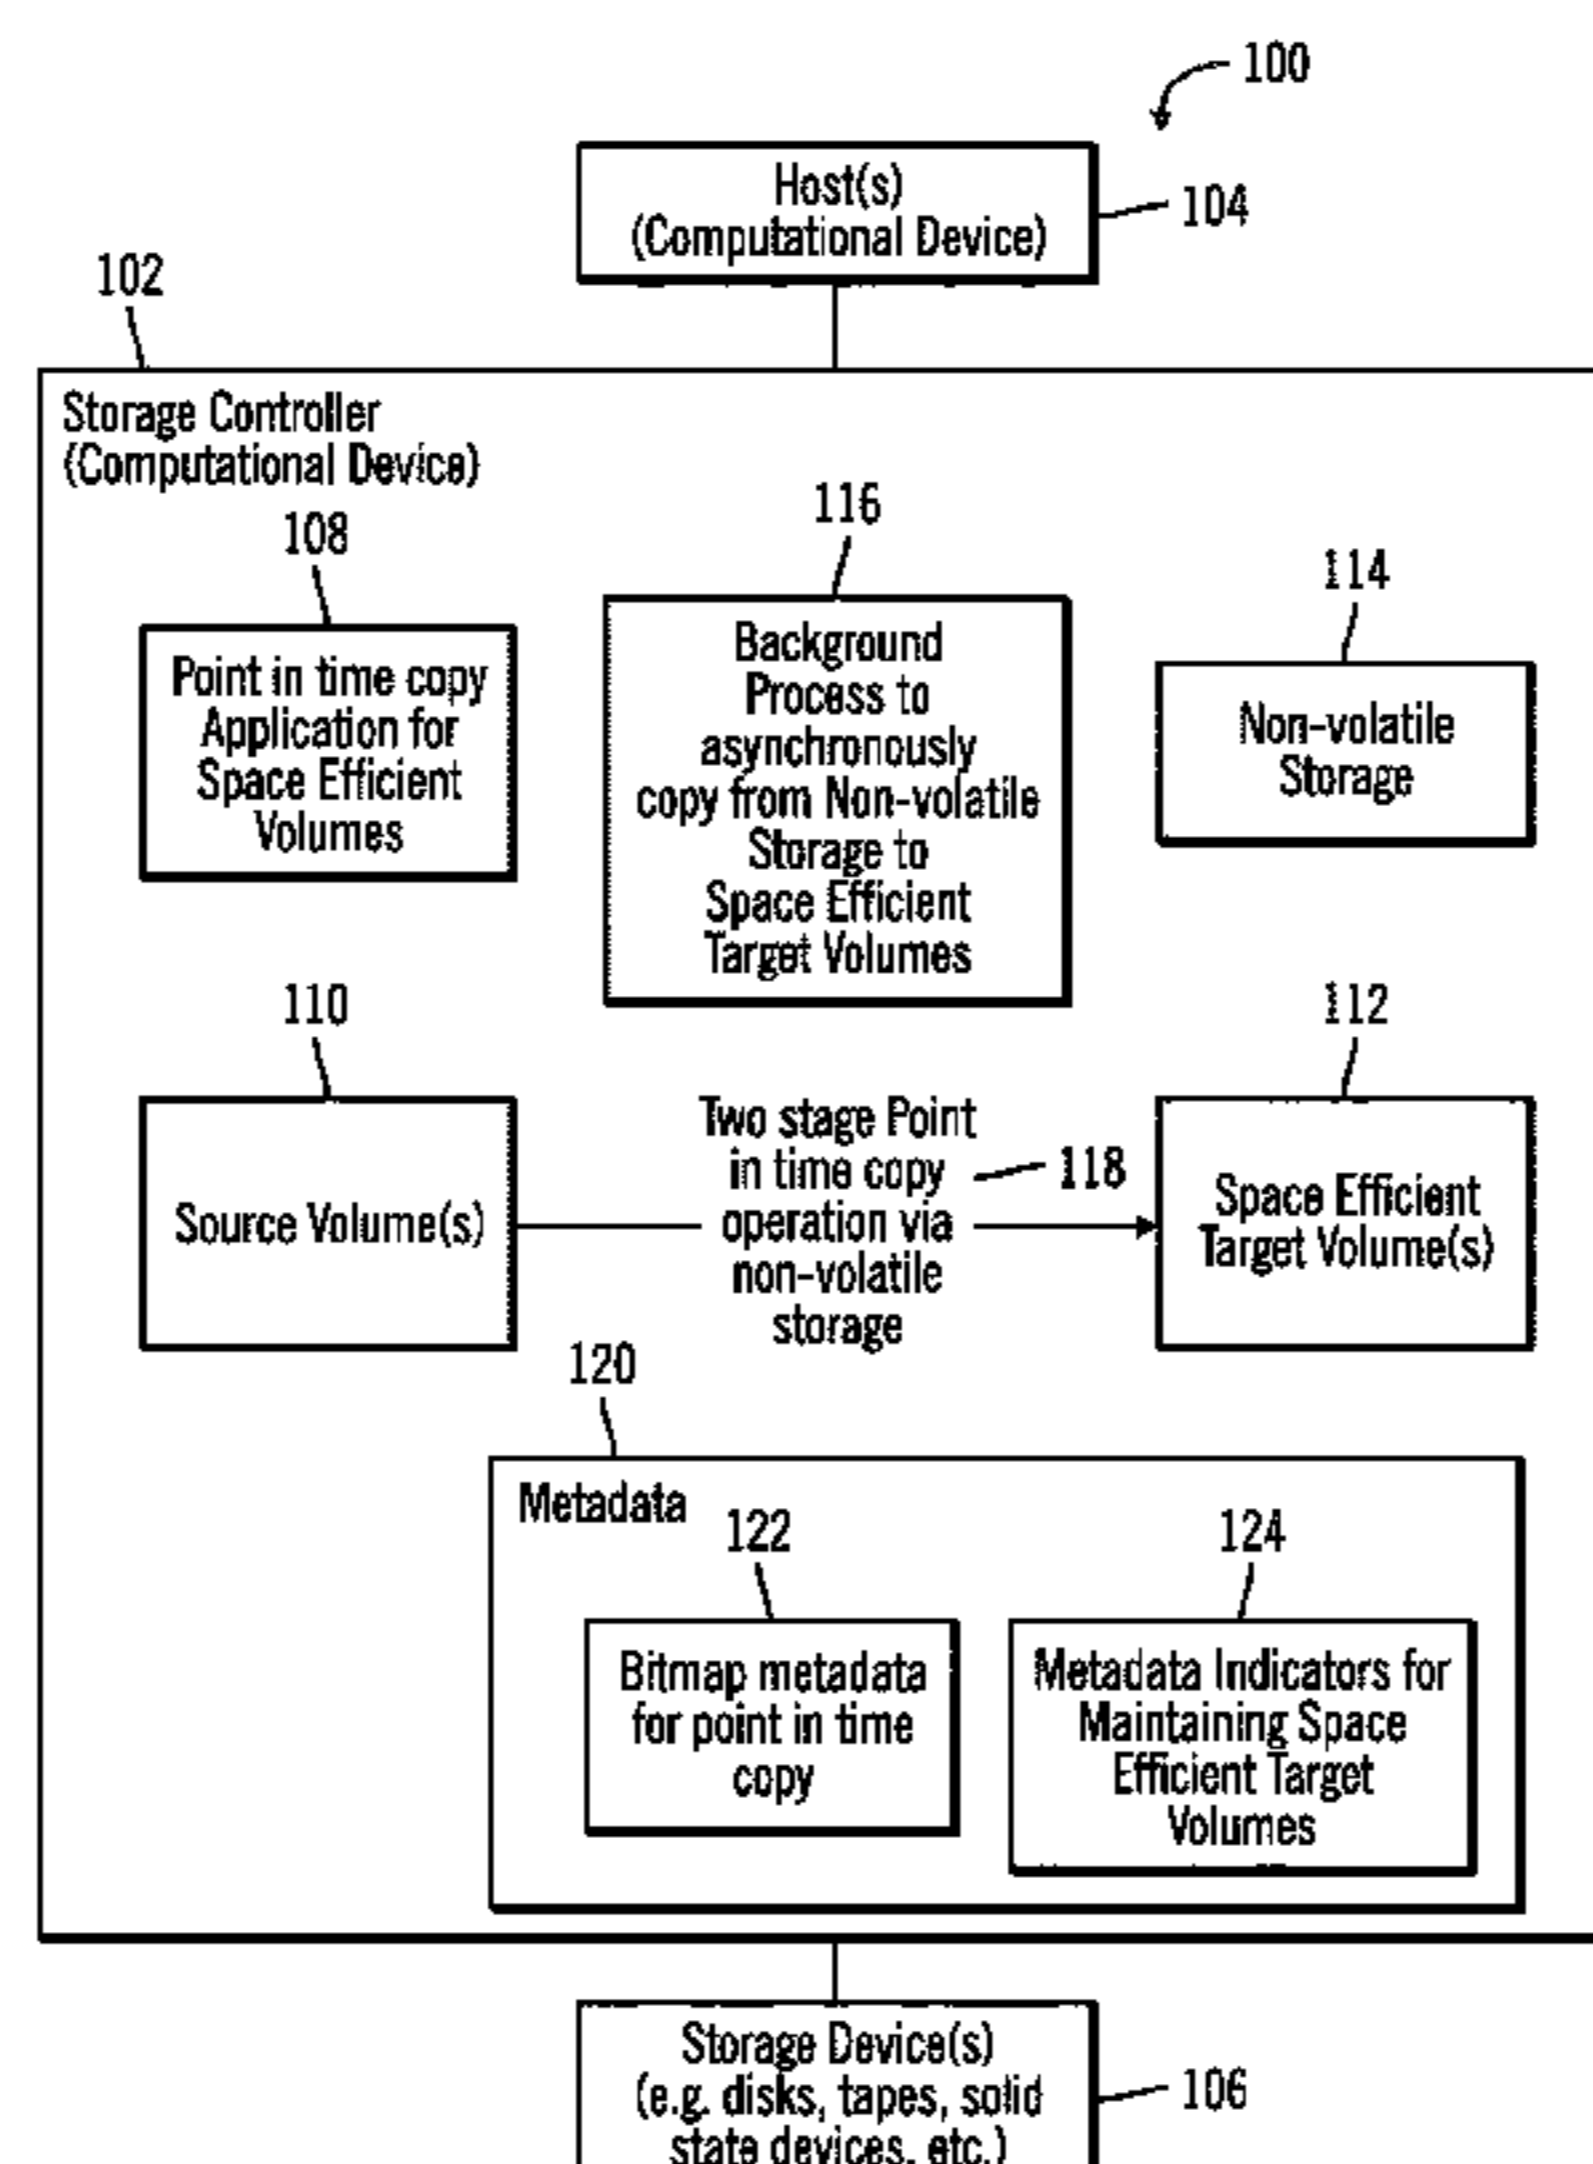 100
Host(s)
(Computational Device)
104
102
Storage Controller
(Computational Device)
108
Point in time copy
Application for
Space Efficient
Volumes
116
Background
Process to
asynchronously
copy from Non-volatile
Storage to
Space Efficient
Target Volumes
114
Non-volatile
Storage
110
Source Volume(s)
Two stage Point
in time copy
operation via
non-volatile
storage
118
112
Space Efficient
Target Volume(s)
120
Metadata
122
Bitmap metadata
for point in time
copy
124
Metadata Indicators for
Maintaining Space
Efficient Target
Volumes
Storage Device(s)
(e.g. disks, tapes, solid
state devices, etc.)
106